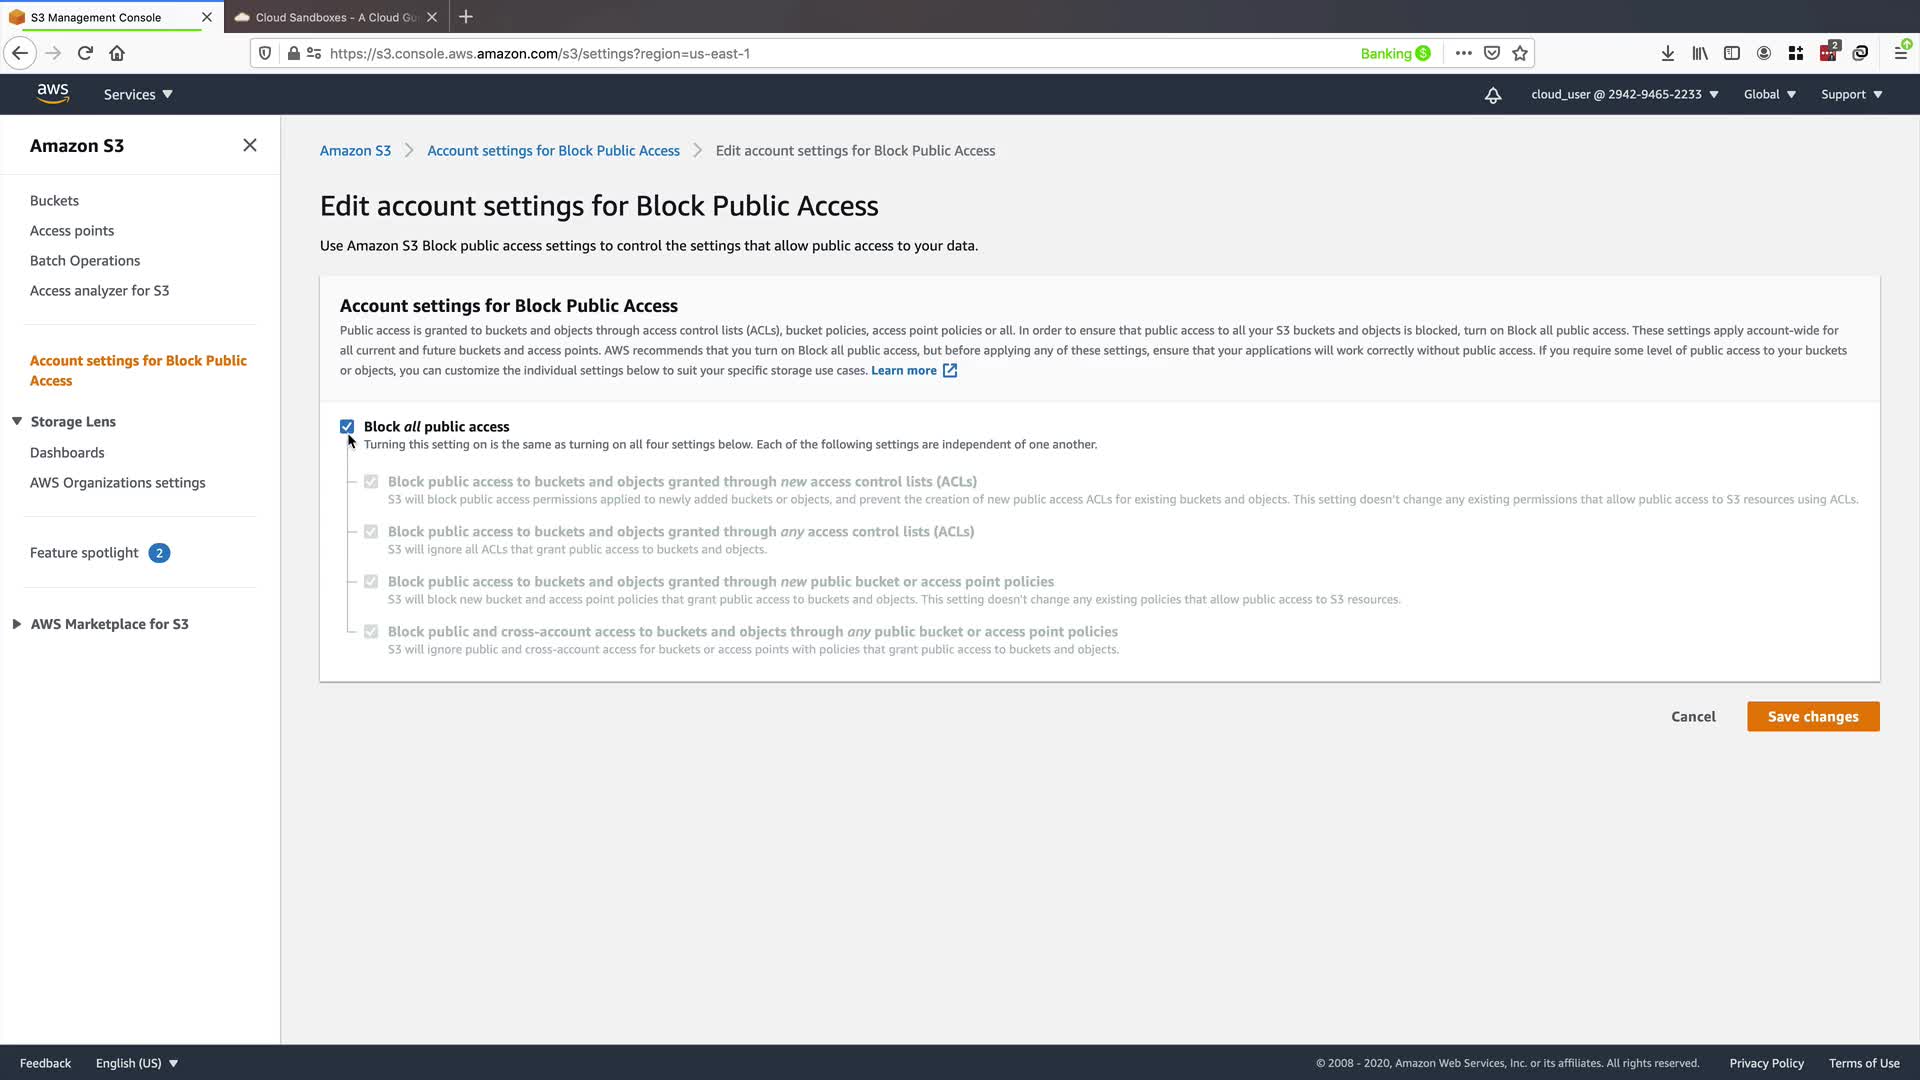 S3 Management Console
Cloud Sandboxes - A Cloud Gu
https://s3.console.aws.amazon.com/s3/settings?region=us-east-1
Banking
2
aws
Services
cloud_user @ 2942-9465-2233
Global
Support
Amazon S3
Buckets
Access points
Batch Operations
Access analyzer for S3
Account settings for Block Public
Access
Storage Lens
Dashboards
AWS Organizations settings
Feature spotlight 2
AWS Marketplace for S3
Amazon S3
Account settings for Block Public Access
Edit account settings for Block Public Access
Edit account settings for Block Public Access
Use Amazon S3 Block public access settings to control the settings that allow public access to your data.
Account settings for Block Public Access
Public access is granted to buckets and objects through access control lists (ACLs), bucket policies, access point policies or all. In order to ensure that public access to all your S3 buckets and objects is blocked, turn on Block all public access. These settings apply account-wide for
all current and future buckets and access points. AWS recommends that you turn on Block all public access, but before applying any of these settings, ensure that your applications will work correctly without public access. If you require some level of public access to your buckets
or objects, you can customize the individual settings below to suit your specific storage use cases. Learn more
Block all public access
Turning this setting on is the same as turning on all four settings below. Each of the following settings are independent of one another.
Block public access to buckets and objects granted through new access control lists (ACLs)
S3 will block public access permissions applied to newly added buckets or objects, and prevent the creation of new public access ACLs for existing buckets and objects. This setting doesn't change any existing permissions that allow public access to S3 resources using ACLs.
Block public access to buckets and objects granted through any access control lists (ACLs)
S3 will ignore all ACLs that grant public access to buckets and objects.
Block public access to buckets and objects granted through new public bucket or access point policies
S3 will block new bucket and access point policies that grant public access to buckets and objects. This setting doesn't change any existing policies that allow public access to S3 resources.
Block public and cross-account access to buckets and objects through any public bucket or access point policies
S3 will ignore public and cross-account access for buckets or access points with policies that grant public access to buckets and objects.
Cancel
Save changes
Feedback
English (US)
© 2008 - 2020, Amazon Web Services, Inc. or its affiliates. All rights reserved.
Privacy Policy
Terms of Use